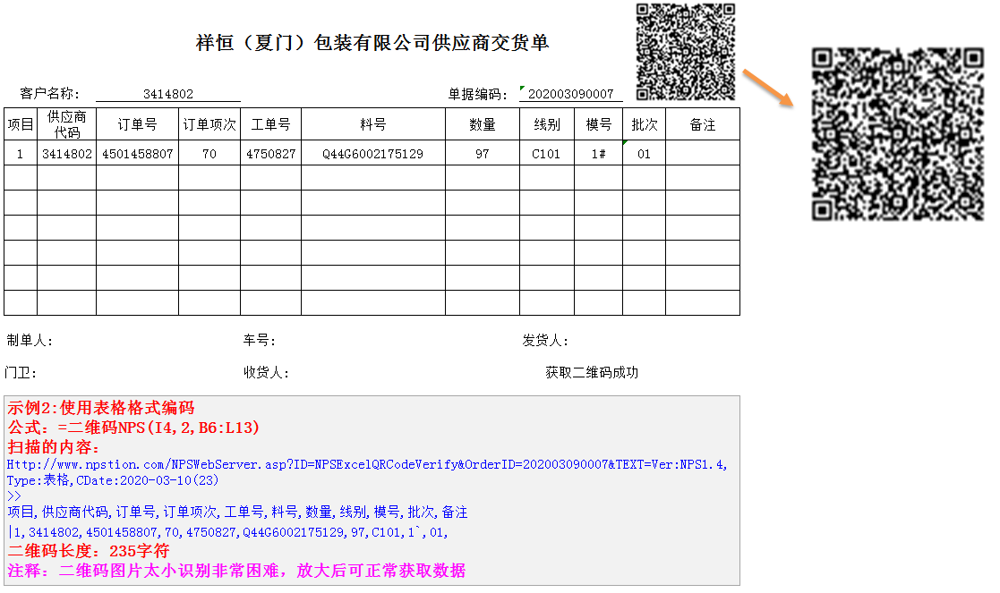 祥恒（夏门）包装有限公司供应商交货单
客户名称： 3414802 单据编码： 202003090007
项目 供应商代码 订单号 订单项次 工单号 料号 数量 线别 模号 批次 备注
1 3414802 4501458807 70 4750827 Q44G6002175129 97 C101 1# 01
制单人： 车号： 发货人：
门卫： 收货人： 获取二维码成功
示例2:使用表格格式编码
公式：=二维码NPS(I4,2,B6:L13)
扫描的内容：
Http://www.npstion.com/NPSWebServer.asp?ID=NPSExcelQRCodeVerify&OrderID=202003090007&TEXT=Ver:NPS1.4,
Type:表格,CDate:2020-03-10(23)
>>
项目,供应商代码,订单号,订单项次,工单号,料号,数量,线别,模号,批次,备注
|1,3414802,4501458807,70,4750827,Q44G6002175129,97,C101,1`,01,
二维码长度：235字符
注释：二维码图片太小识别非常困难，放大后可正常获取数据